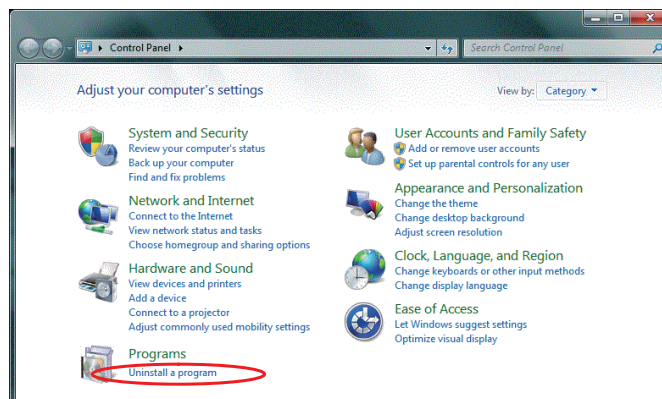 Control Panel
Search Control Panel
Adjust your computer's settings
View by: Category
System and Security
Review your computer's status
Back up your computer
Find and fix problems
Network and Internet
Connect to the Internet
View network status and tasks
Choose homegroup and sharing options
Hardware and Sound
View devices and printers
Add a device
Connect to a projector
Adjust commonly used mobility settings
Programs
Uninstall a program
User Accounts and Family Safety
Add or remove user accounts
Set up parental controls for any user
Appearance and Personalization
Change the theme
Change desktop background
Adjust screen resolution
Clock, Language, and Region
Change keyboards or other input methods
Change display language
Ease of Access
Let Windows suggest settings
Optimize visual display